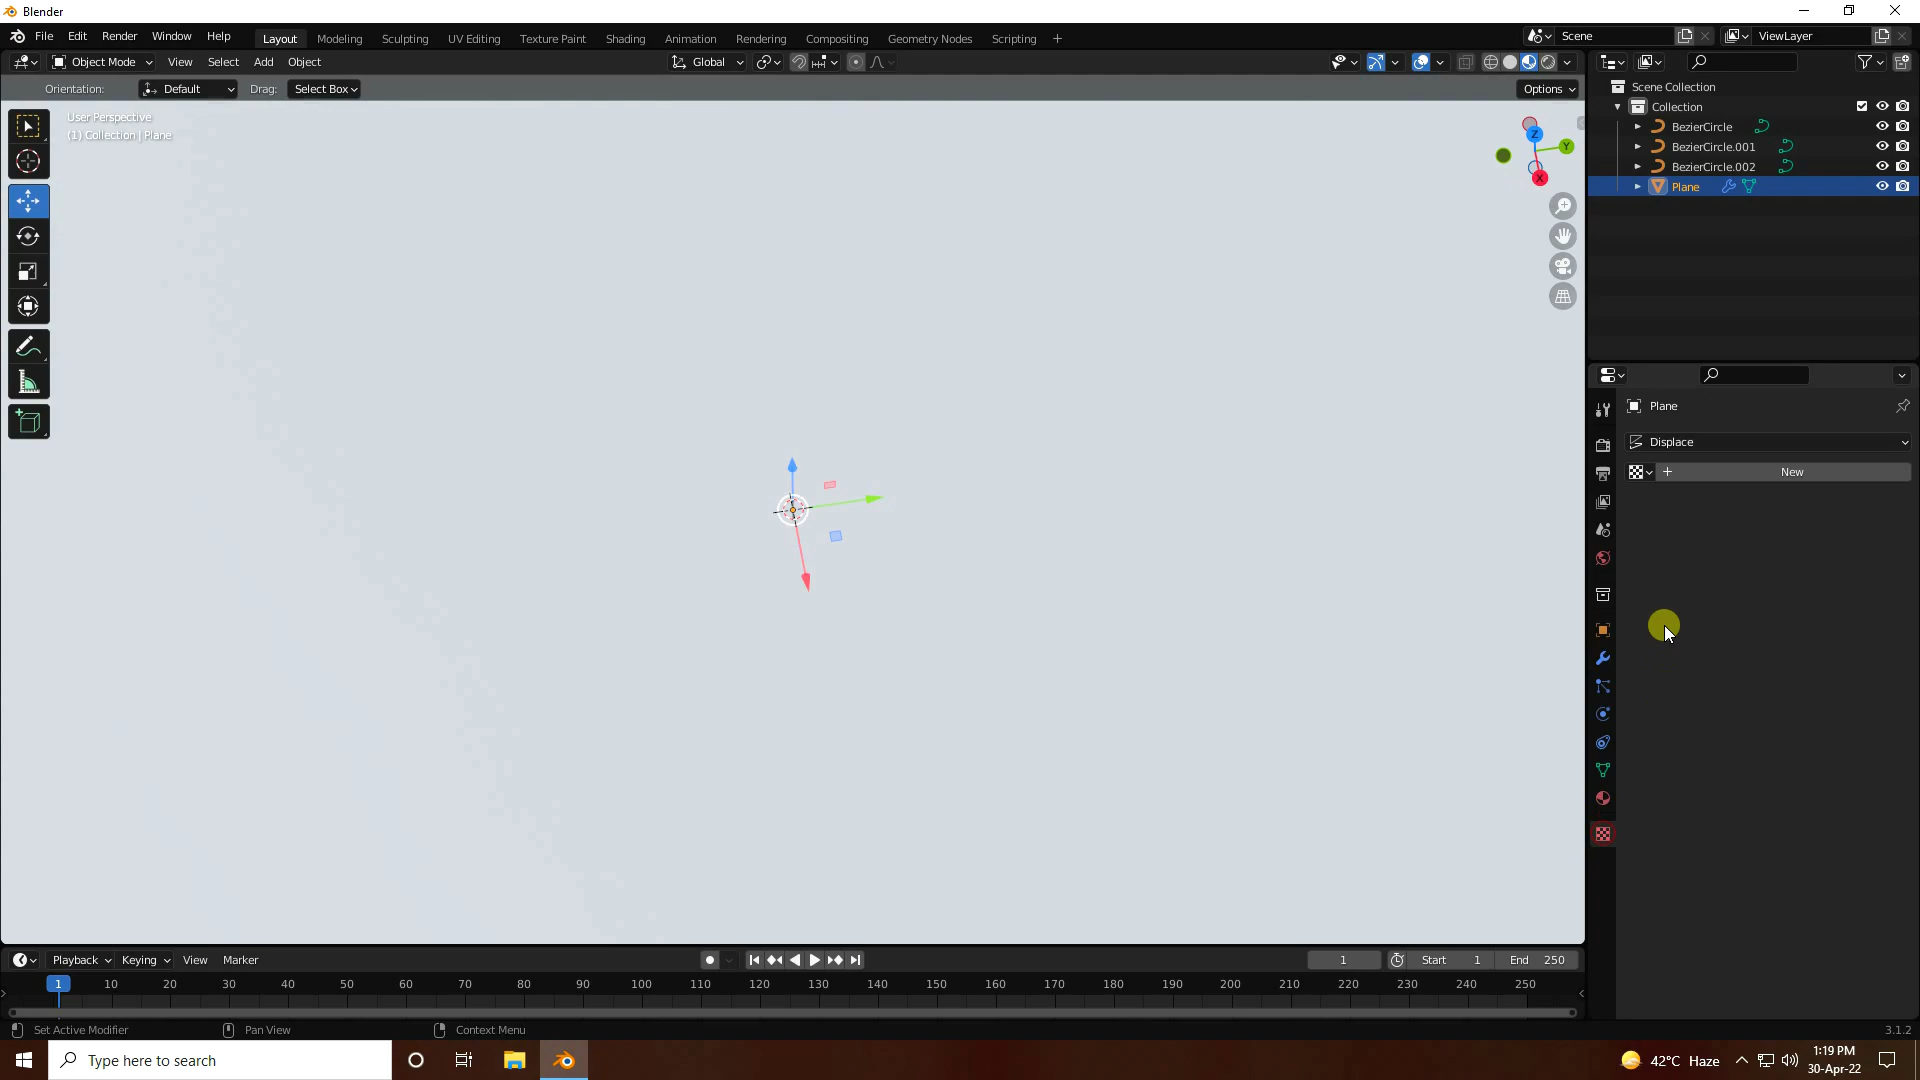 Blender
File Edit Render Window Help
Layout Modeling Sculpting UV Editing Texture Paint Shading Animation Rendering Compositing Geometry Nodes Scripting +
Scene
ViewLayer
Object Mode View Select Add Object
Global
Orientation: Default Drag: Select Box
Options
User Perspective
(1) Collection | Plane
Z
Y
X
Scene Collection
Collection
BezierCircle
BezierCircle.001
BezierCircle.002
Plane
Plane
Displace
New
Playback Keying View Marker
1 Start 1 End 250
1 10 20 30 40 50 60 70 80 90 100 110 120 130 140 150 160 170 180 190 200 210 220 230 240 250
Set Active Modifier Pan View Context Menu
3.1.2
Type here to search
42°C Haze
1:19 PM
30-Apr-22